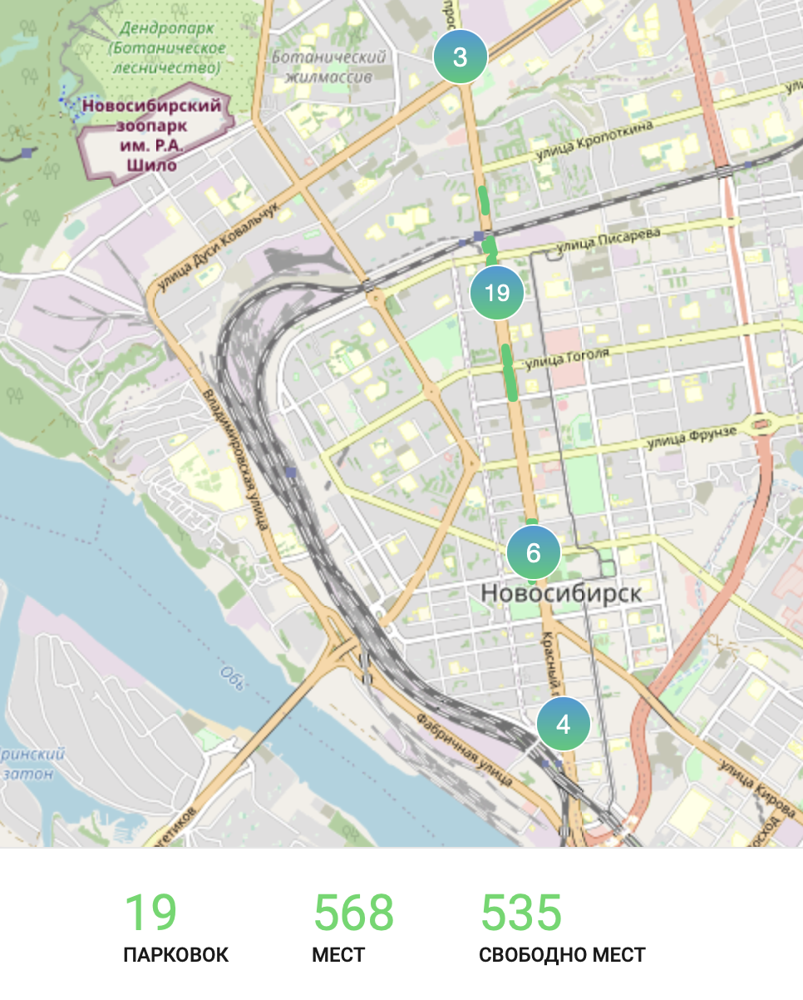 Дендропарк
(Ботаническое
лесничество)
Ботанический
жилмассив
3
Новосибирский
зоопарк
им. Р.А.
Шило
улица Кропоткина
улица Дуси Ковальчук
улица Писарева
19
улица Гоголя
улица Фрунзе
Владимировская улица
6
Новосибирск
Красный
Обь
4
Фабричная улица
затон
улица Кирова
19
568
535
ПАРКОВОК
МЕСТ
СВОБОДНО МЕСТ